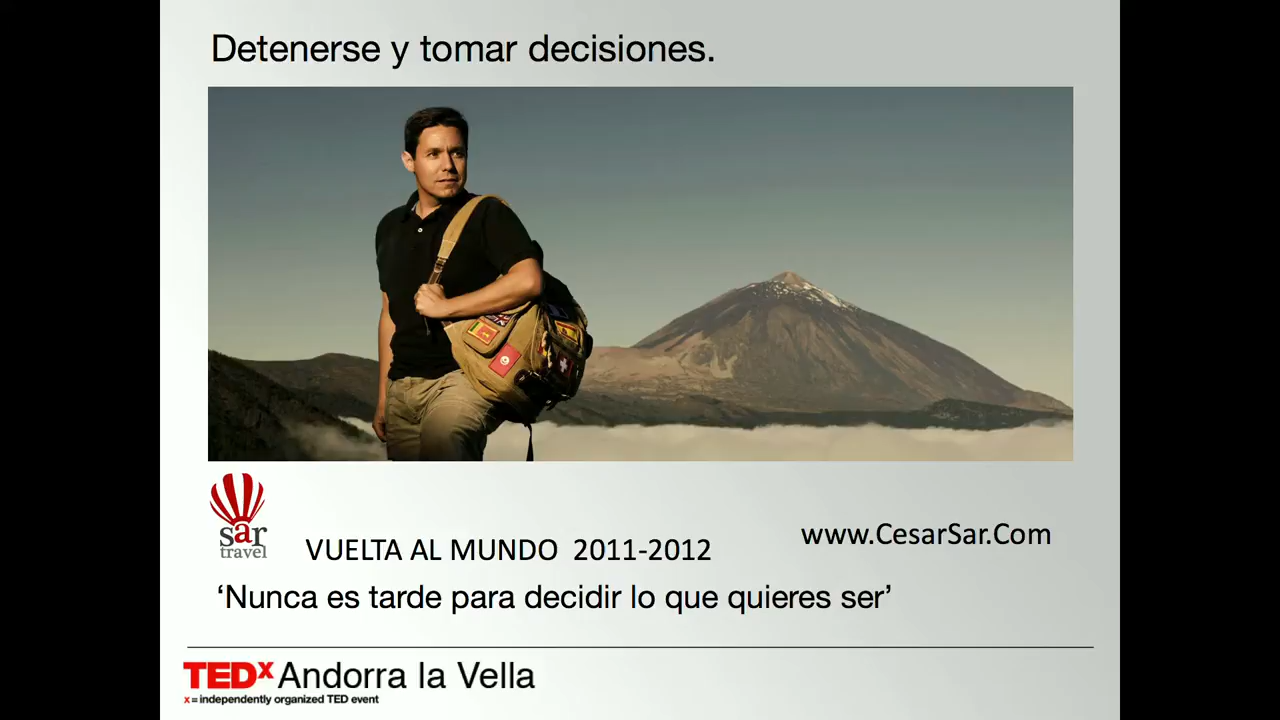 Detenerse y tomar decisiones.
sar
travel
VUELTA AL MUNDO 2011-2012
www.CesarSar.Com
‘Nunca es tarde para decidir lo que quieres ser’
TEDx Andorra la Vella
x = independently organized TED event